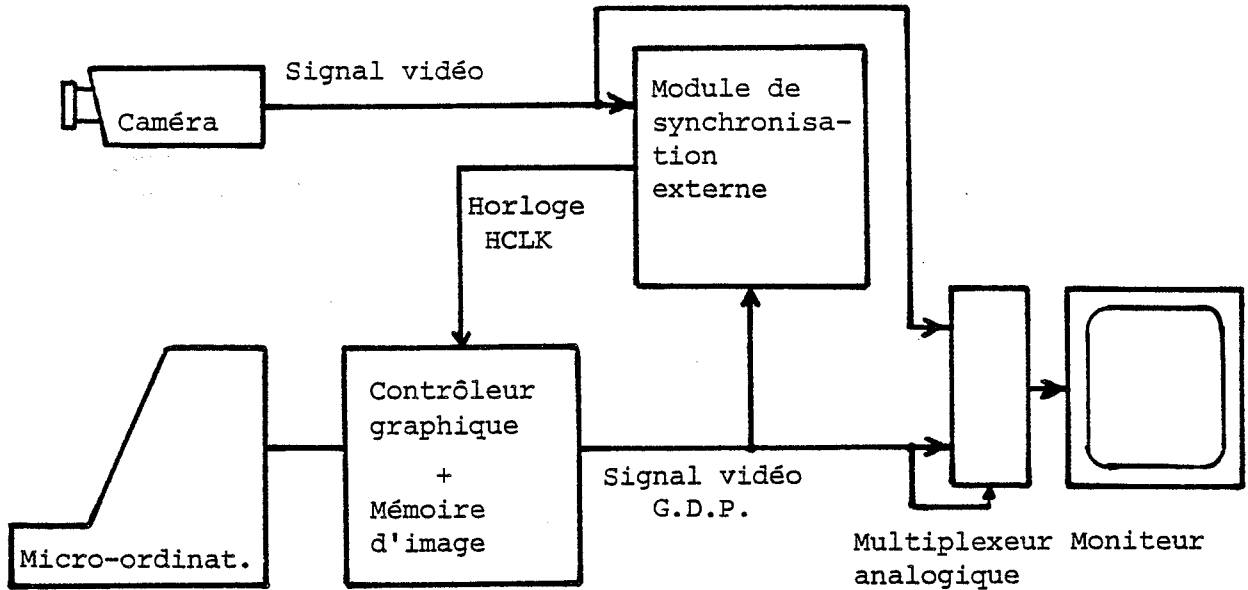 Signal vidéo
Caméra
Module de
synchronisa-
tion
externe
Horloge
HCLK
Contrôleur
graphique
+
Mémoire
d'image
Micro-ordinat.
Signal vidéo
G.D.P.
Multiplexeur
analogique
Moniteur